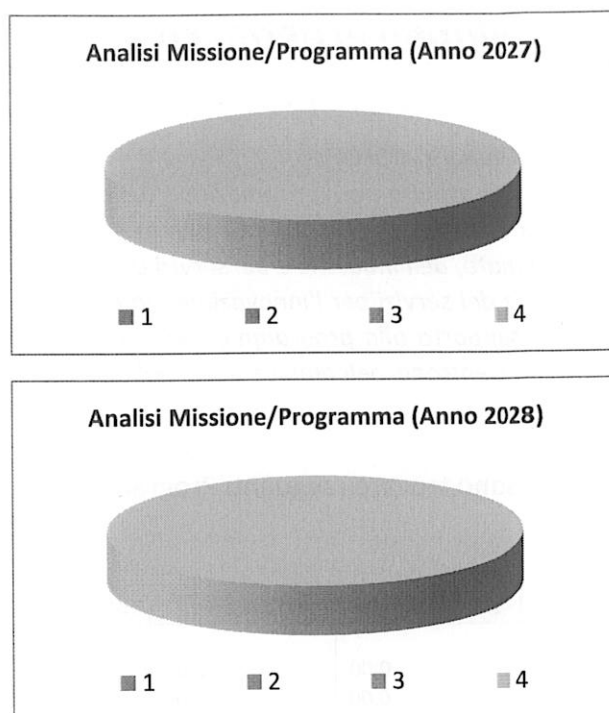 Analisi Missione/Programma (Anno 2027)
1 2 3 4
Analisi Missione/Programma (Anno 2028)
1 2 3 4